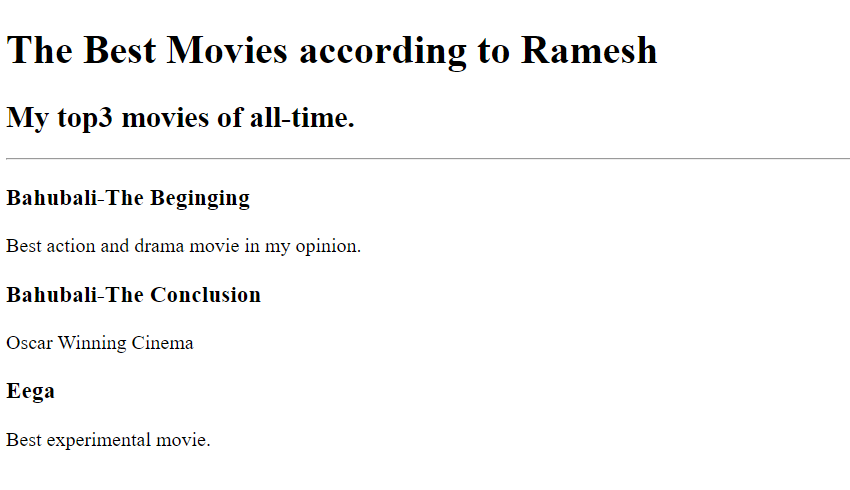 The Best Movies according to Ramesh
My top3 movies of all-time.
Bahubali-The Beginging
Best action and drama movie in my opinion.
Bahubali-The Conclusion
Oscar Winning Cinema
Eega
Best experimental movie.